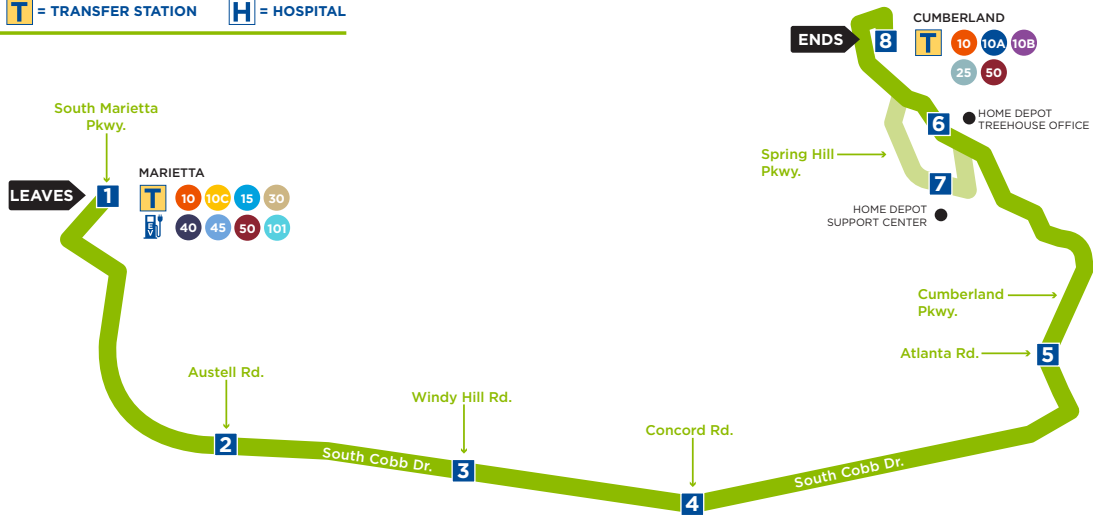 T = TRANSFER STATION H = HOSPITAL
ENDS
8
CUMBERLAND
T 10 10A 10B
25 50
South Marietta
Pkwy.
HOME DEPOT
TREEHOUSE OFFICE
6
Spring Hill
Pkwy.
LEAVES
1
MARIETTA
T 10 10C 15 30
EV 40 45 50 101
7
HOME DEPOT
SUPPORT CENTER
Cumberland
Pkwy.
Atlanta Rd.
5
Austell Rd.
Windy Hill Rd.
Concord Rd.
2
South Cobb Dr.
3
South Cobb Dr.
4